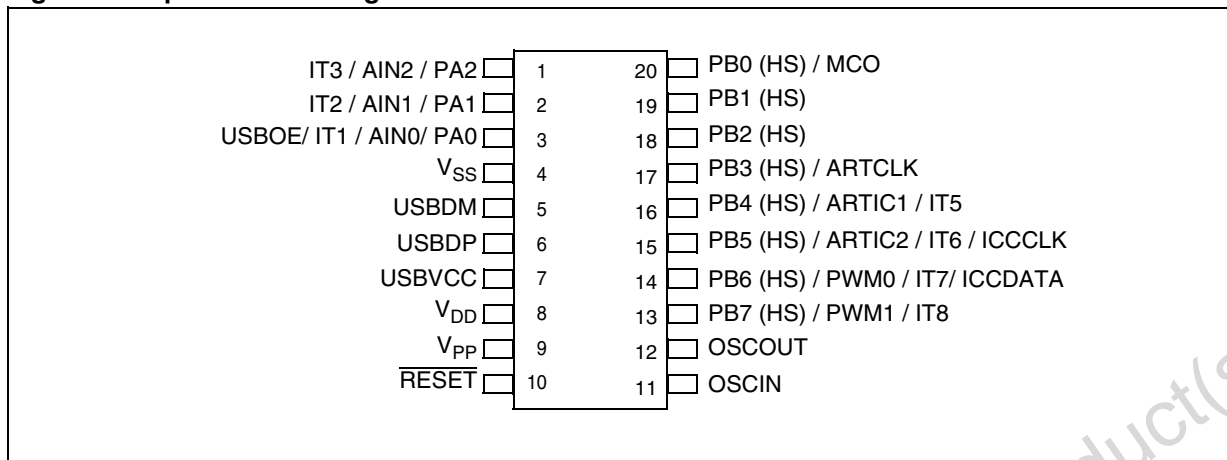 IT3 / AIN2 / PA2 1 20 PB0 (HS) / MCO
IT2 / AIN1 / PA1 2 19 PB1 (HS)
USBOE/ IT1 / AIN0/ PA0 3 18 PB2 (HS)
VSS 4 17 PB3 (HS) / ARTCLK
USBDM 5 16 PB4 (HS) / ARTIC1 / IT5
USBDP 6 15 PB5 (HS) / ARTIC2 / IT6 / ICCCLK
USBVCC 7 14 PB6 (HS) / PWM0 / IT7/ ICCDATA
VDD 8 13 PB7 (HS) / PWM1 / IT8
VPP 9 12 OSCOUT
RESET 10 11 OSCIN